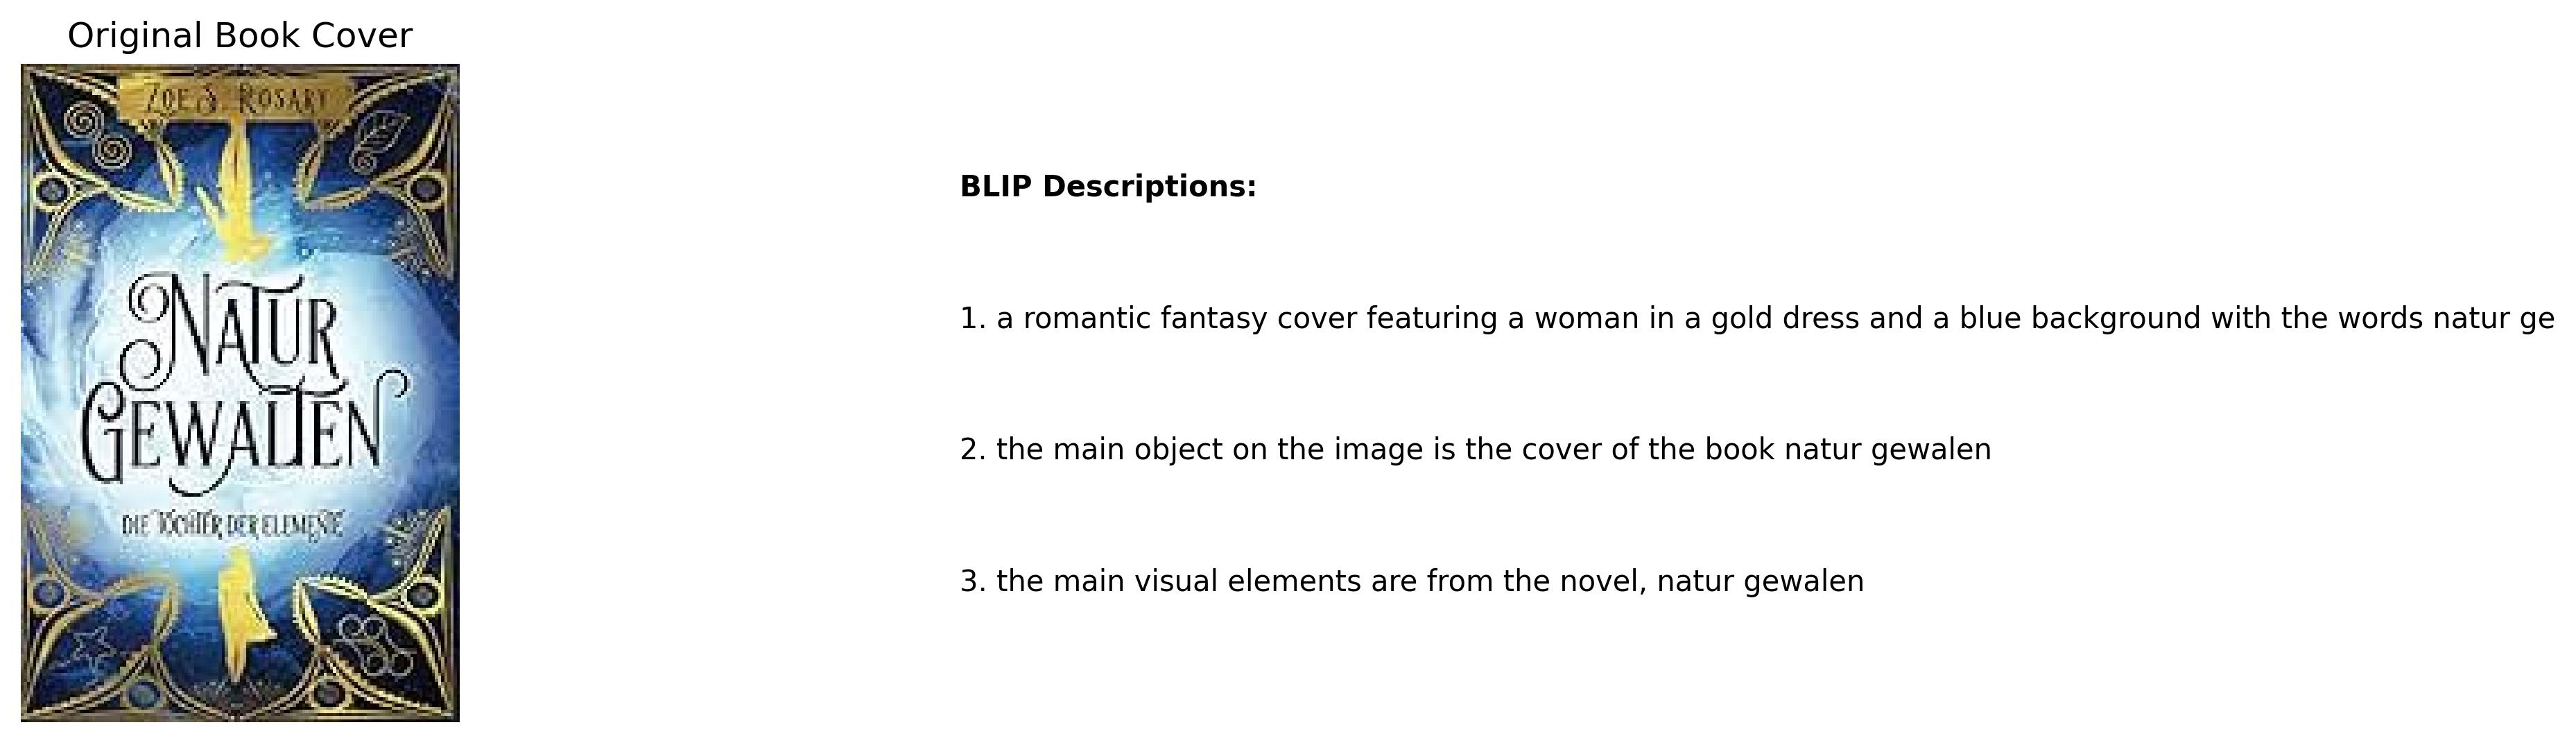 Original Book Cover
ZOE S. ROSARY
NATUR
GEWALTEN
DIE TÖCHTER DER ELEMENTE
BLIP Descriptions:
1. a romantic fantasy cover featuring a woman in a gold dress and a blue background with the words natur ge
2. the main object on the image is the cover of the book natur gewalen
3. the main visual elements are from the novel, natur gewalen